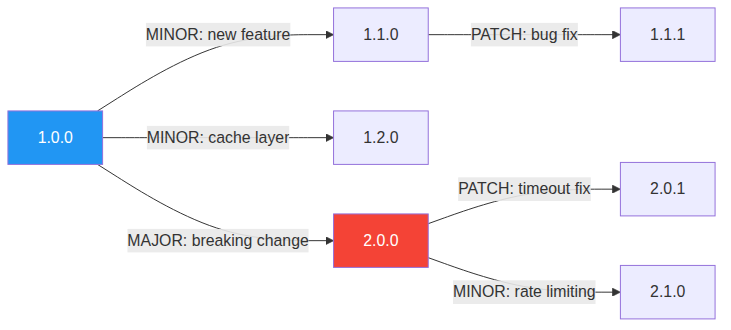 MINOR: new feature
1.1.0
PATCH: bug fix
1.1.1
1.0.0
MINOR: cache layer
1.2.0
PATCH: timeout fix
2.0.1
MAJOR: breaking change
2.0.0
MINOR: rate limiting
2.1.0